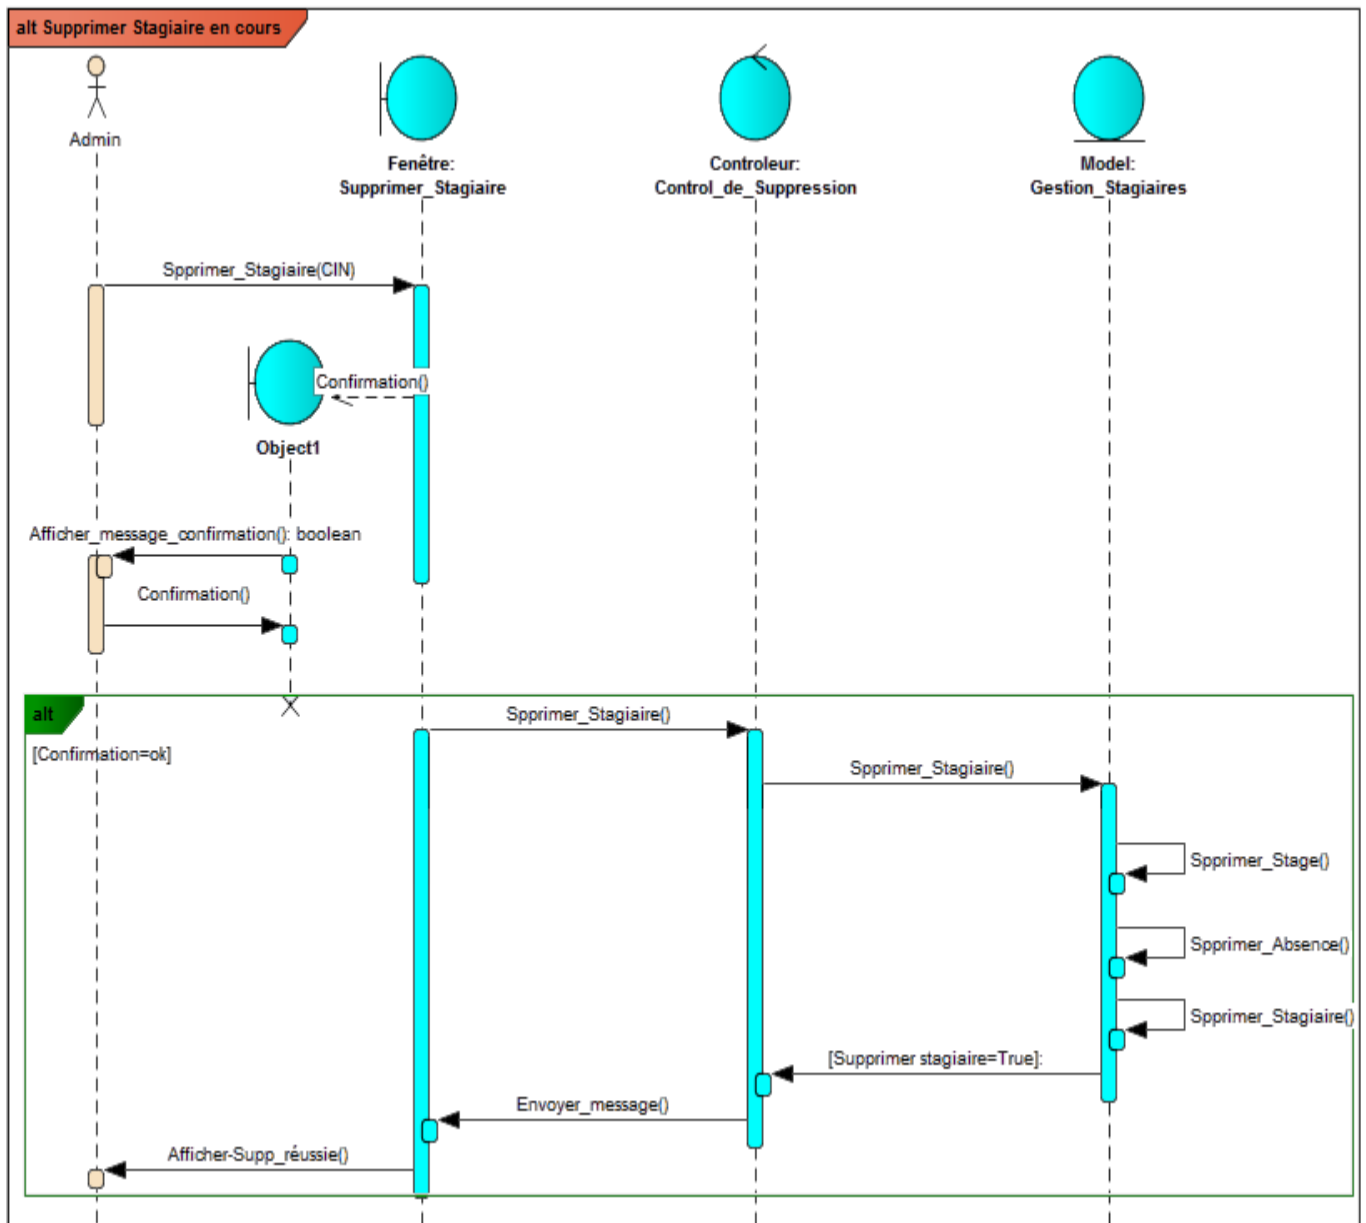 alt Supprimer Stagiaire en cours
Admin
Fenêtre:
Supprimer_Stagiaire
Controleur:
Control_de_Suppression
Model:
Gestion_Stagiaires
Spprimer_Stagiaire(CIN)
Confirmation()
Object1
Afficher_message_confirmation(): boolean
Confirmation()
alt
[Confirmation=ok]
Spprimer_Stagiaire()
Spprimer_Stagiaire()
Spprimer_Stage()
Spprimer_Absence()
Spprimer_Stagiaire()
[Supprimer stagiaire=True]:
Envoyer_message()
Afficher-Supp_réussie()